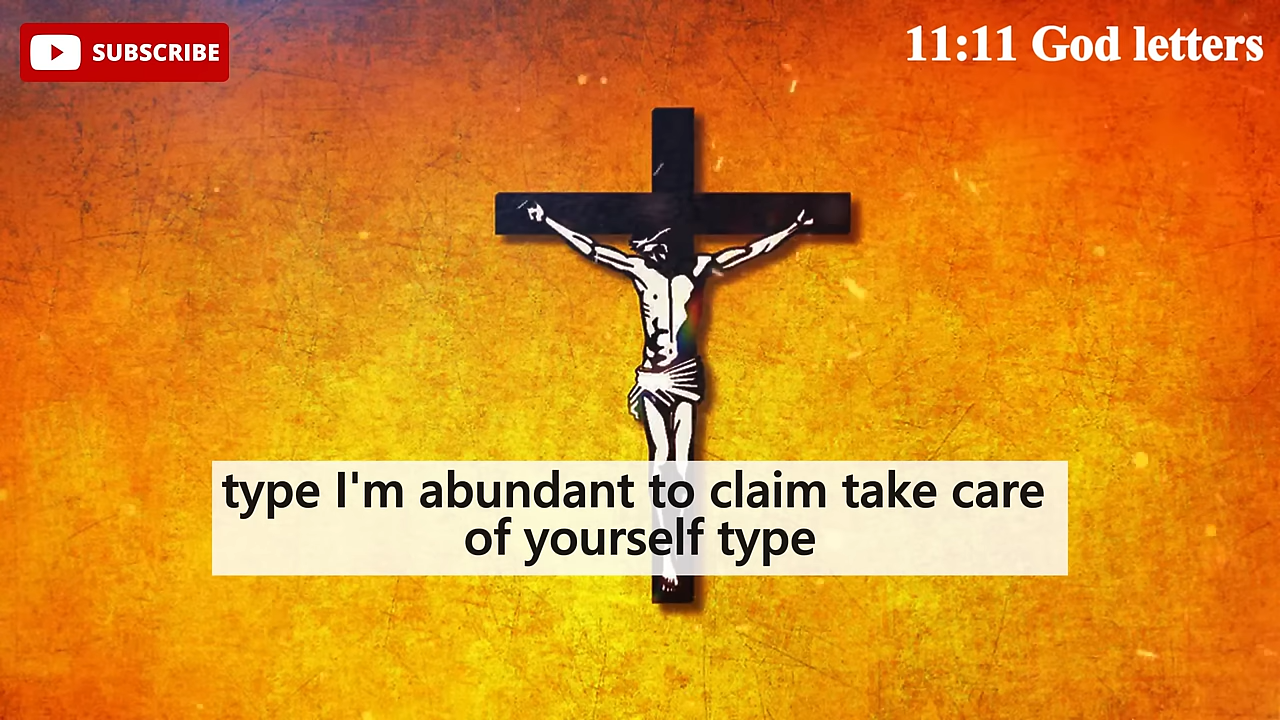 SUBSCRIBE
11:11 God letters
type I'm abundant to claim take care
of yourself type